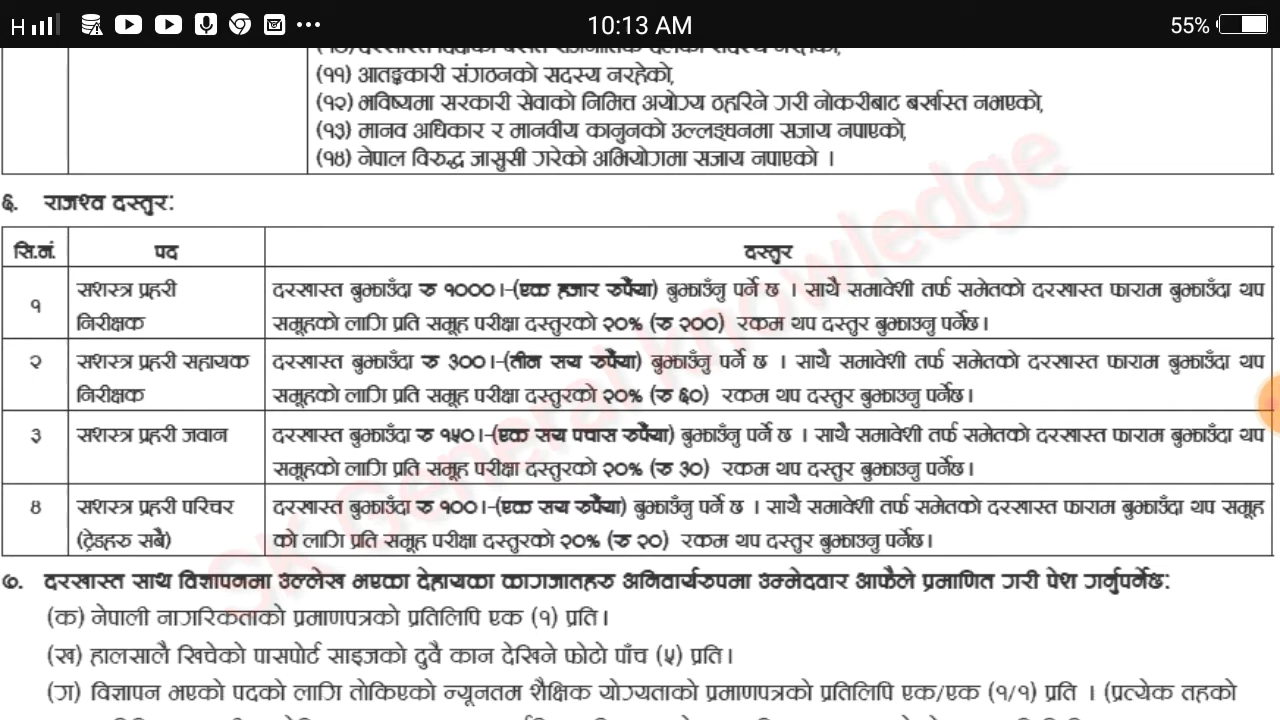 H
10:13 AM
55%
(११) आतङ्ककारी संगठनको सदस्य नरहेको,
(१२) भविष्यमा सरकारी सेवाको निमित्त अयोग्य ठहरिने गरी नोकरीबाट बर्खास्त नभएको,
(१३) मानव अधिकार र मानवीय कानुनको उल्लङ्घनमा सजाय नपाएको,
(१४) नेपाल विरुद्ध जासुसी गरेको अभियोगमा सजाय नपाएको ।
६. राजश्व दस्तुर:
सि.नं. पद दस्तुर
१ सशस्त्र प्रहरी निरीक्षक दरखास्त बुझाउँदा रु १०००।-(एक हजार रुपैंया) बुझाउँनु पर्ने छ । साथै समावेशी तर्फ समेतको दरखास्त फाराम बुझाउँदा थप
समूहको लागि प्रति समूह परीक्षा दस्तुरको २०% (रु २००) रकम थप दस्तुर बुझाउनु पर्नेछ।
२ सशस्त्र प्रहरी सहायक निरीक्षक दरखास्त बुझाउँदा रु ३००।-(तीन सय रुपैंया) बुझाउँनु पर्ने छ । साथै समावेशी तर्फ समेतको दरखास्त फाराम बुझाउँदा थप
समूहको लागि प्रति समूह परीक्षा दस्तुरको २०% (रु ६०) रकम थप दस्तुर बुझाउनु पर्नेछ।
३ सशस्त्र प्रहरी जवान दरखास्त बुझाउँदा रु १५०।-(एक सय पचास रुपैंया) बुझाउँनु पर्ने छ । साथै समावेशी तर्फ समेतको दरखास्त फाराम बुझाउँदा थप
समूहको लागि प्रति समूह परीक्षा दस्तुरको २०% (रु ३०) रकम थप दस्तुर बुझाउनु पर्नेछ।
४ सशस्त्र प्रहरी परिचर (ट्रेडहरु सबै) दरखास्त बुझाउँदा रु १००।-(एक सय रुपैंया) बुझाउँनु पर्ने छ । साथै समावेशी तर्फ समेतको दरखास्त फाराम बुझाउँदा थप समूह
को लागि प्रति समूह परीक्षा दस्तुरको २०% (रु २०) रकम थप दस्तुर बुझाउनु पर्नेछ।
७. दरखास्त साथ विज्ञापनमा उल्लेख भएका देहायका कागजातहरु अनिवार्यरुपमा उम्मेदवार आफैले प्रमाणित गरी पेश गर्नुपर्नेछ:
(क) नेपाली नागरिकताको प्रमाणपत्रको प्रतिलिपि एक (१) प्रति।
(ख) हालसालै खिचेको पासपोर्ट साइजको दुवै कान देखिने फोटो पाँच (५) प्रति।
(ग) विज्ञापन भएको पदको लागि तोकिएको न्यूनतम शैक्षिक योग्यताको प्रमाणपत्रको प्रतिलिपि एक/एक (१/१) प्रति । (प्रत्येक तहको
SK General Knowledge